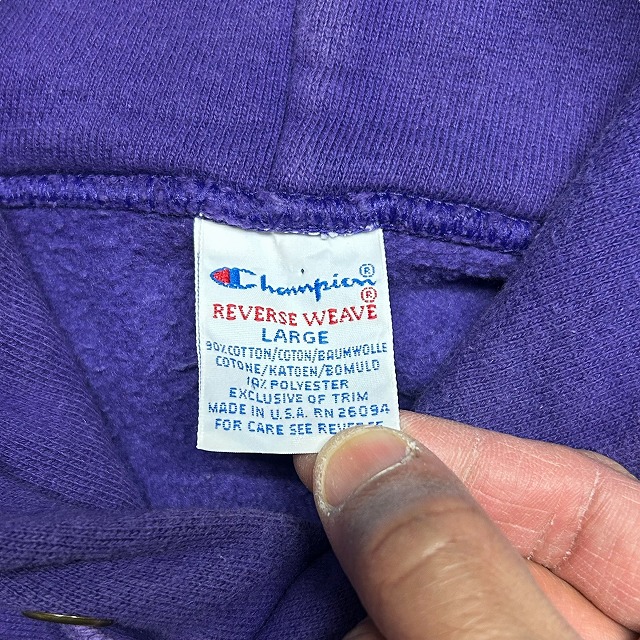 Champion®
REVERSE WEAVE®
LARGE
90% COTTON/COTON/BAUMWOLLE
COTONE/KATOEN/BOMULD
10% POLYESTER
EXCLUSIVE OF TRIM
MADE IN U.S.A. RN 26094
FOR CARE SEE REVERSE